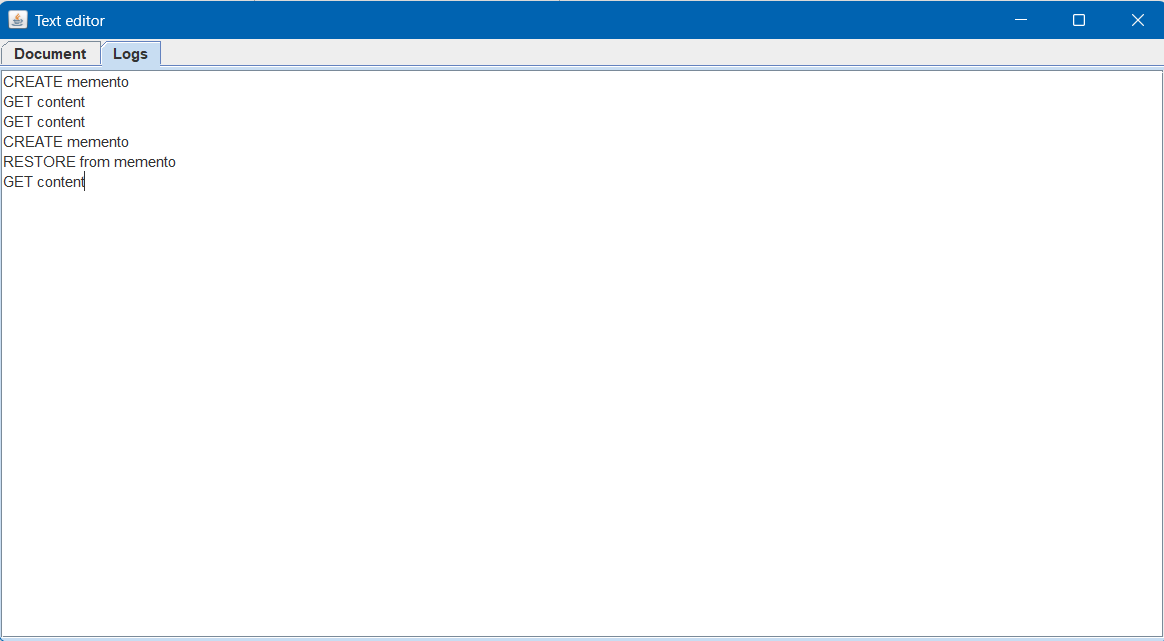 Text editor
Document Logs
CREATE memento
GET content
GET content
CREATE memento
RESTORE from memento
GET content